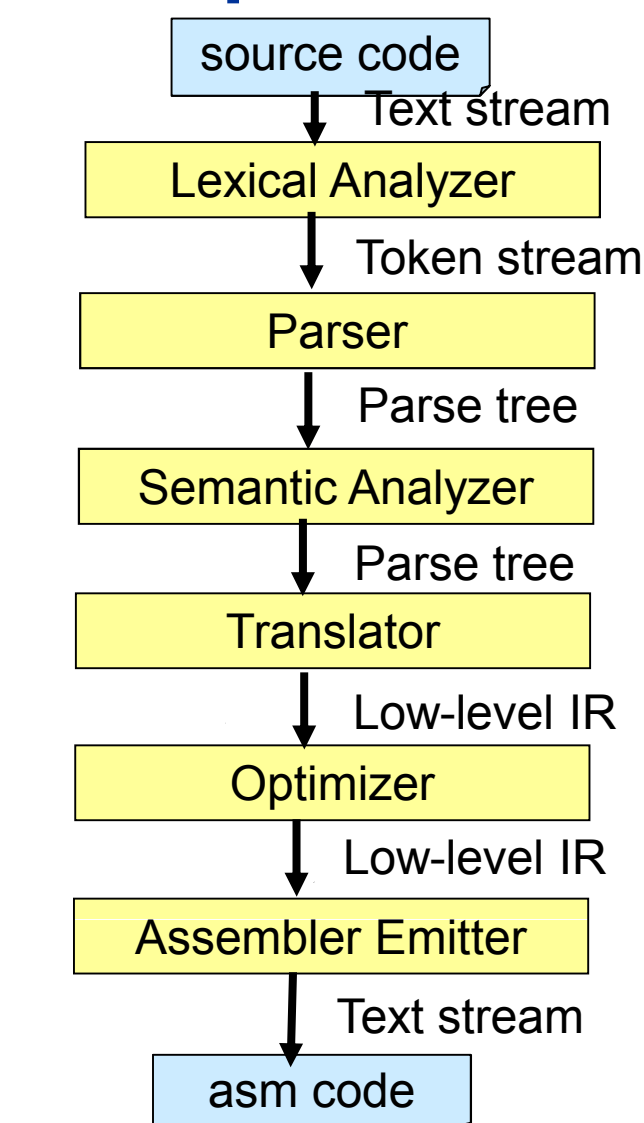 source code
Text stream
Lexical Analyzer
Token stream
Parser
Parse tree
Semantic Analyzer
Parse tree
Translator
Low-level IR
Optimizer
Low-level IR
Assembler Emitter
Text stream
asm code